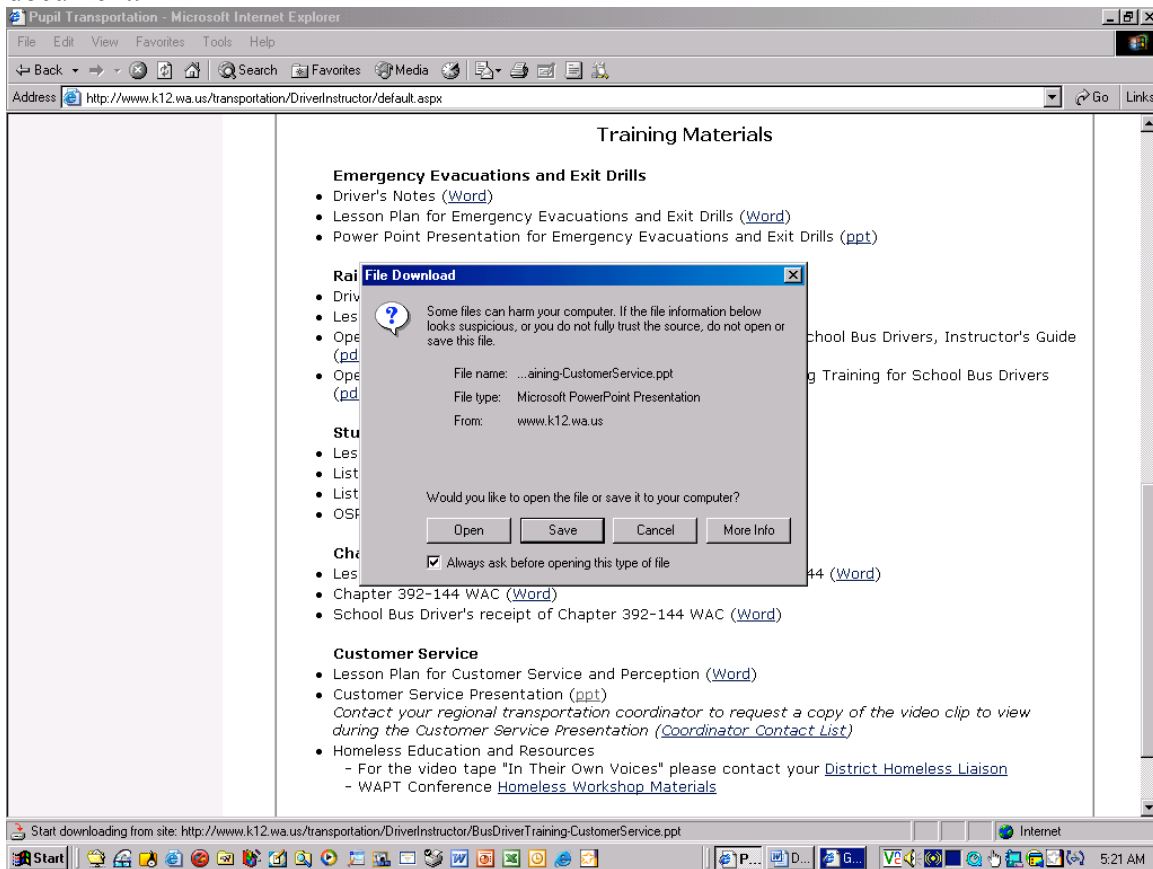 Pupil Transportation - Microsoft Internet Explorer
File Edit View Favorites Tools Help
Back Search Favorites Media
Address http://www.k12.wa.us/transportation/DriverInstructor/default.aspx Go Links
Training Materials
Emergency Evacuations and Exit Drills
• Driver's Notes (Word)
• Lesson Plan for Emergency Evacuations and Exit Drills (Word)
• Power Point Presentation for Emergency Evacuations and Exit Drills (ppt)
Rai
• Driv
• Les
• Ope chool Bus Drivers, Instructor's Guide
(pd
• Ope g Training for School Bus Drivers
(pd
Stu
• Les
• List
• List
• OSP
Cha
• Les 44 (Word)
• Chapter 392-144 WAC (Word)
• School Bus Driver's receipt of Chapter 392-144 WAC (Word)
File Download
Some files can harm your computer. If the file information below
looks suspicious, or you do not fully trust the source, do not open or
save this file.
File name: ...aining-CustomerService.ppt
File type: Microsoft PowerPoint Presentation
From: www.k12.wa.us
Would you like to open the file or save it to your computer?
Open Save Cancel More Info
Always ask before opening this type of file
Customer Service
• Lesson Plan for Customer Service and Perception (Word)
• Customer Service Presentation (ppt)
Contact your regional transportation coordinator to request a copy of the video clip to view
during the Customer Service Presentation (Coordinator Contact List)
• Homeless Education and Resources
- For the video tape "In Their Own Voices" please contact your District Homeless Liaison
- WAPT Conference Homeless Workshop Materials
Start downloading from site: http://www.k12.wa.us/transportation/DriverInstructor/BusDriverTraining-CustomerService.ppt Internet
Start P... D... G... 5:21 AM